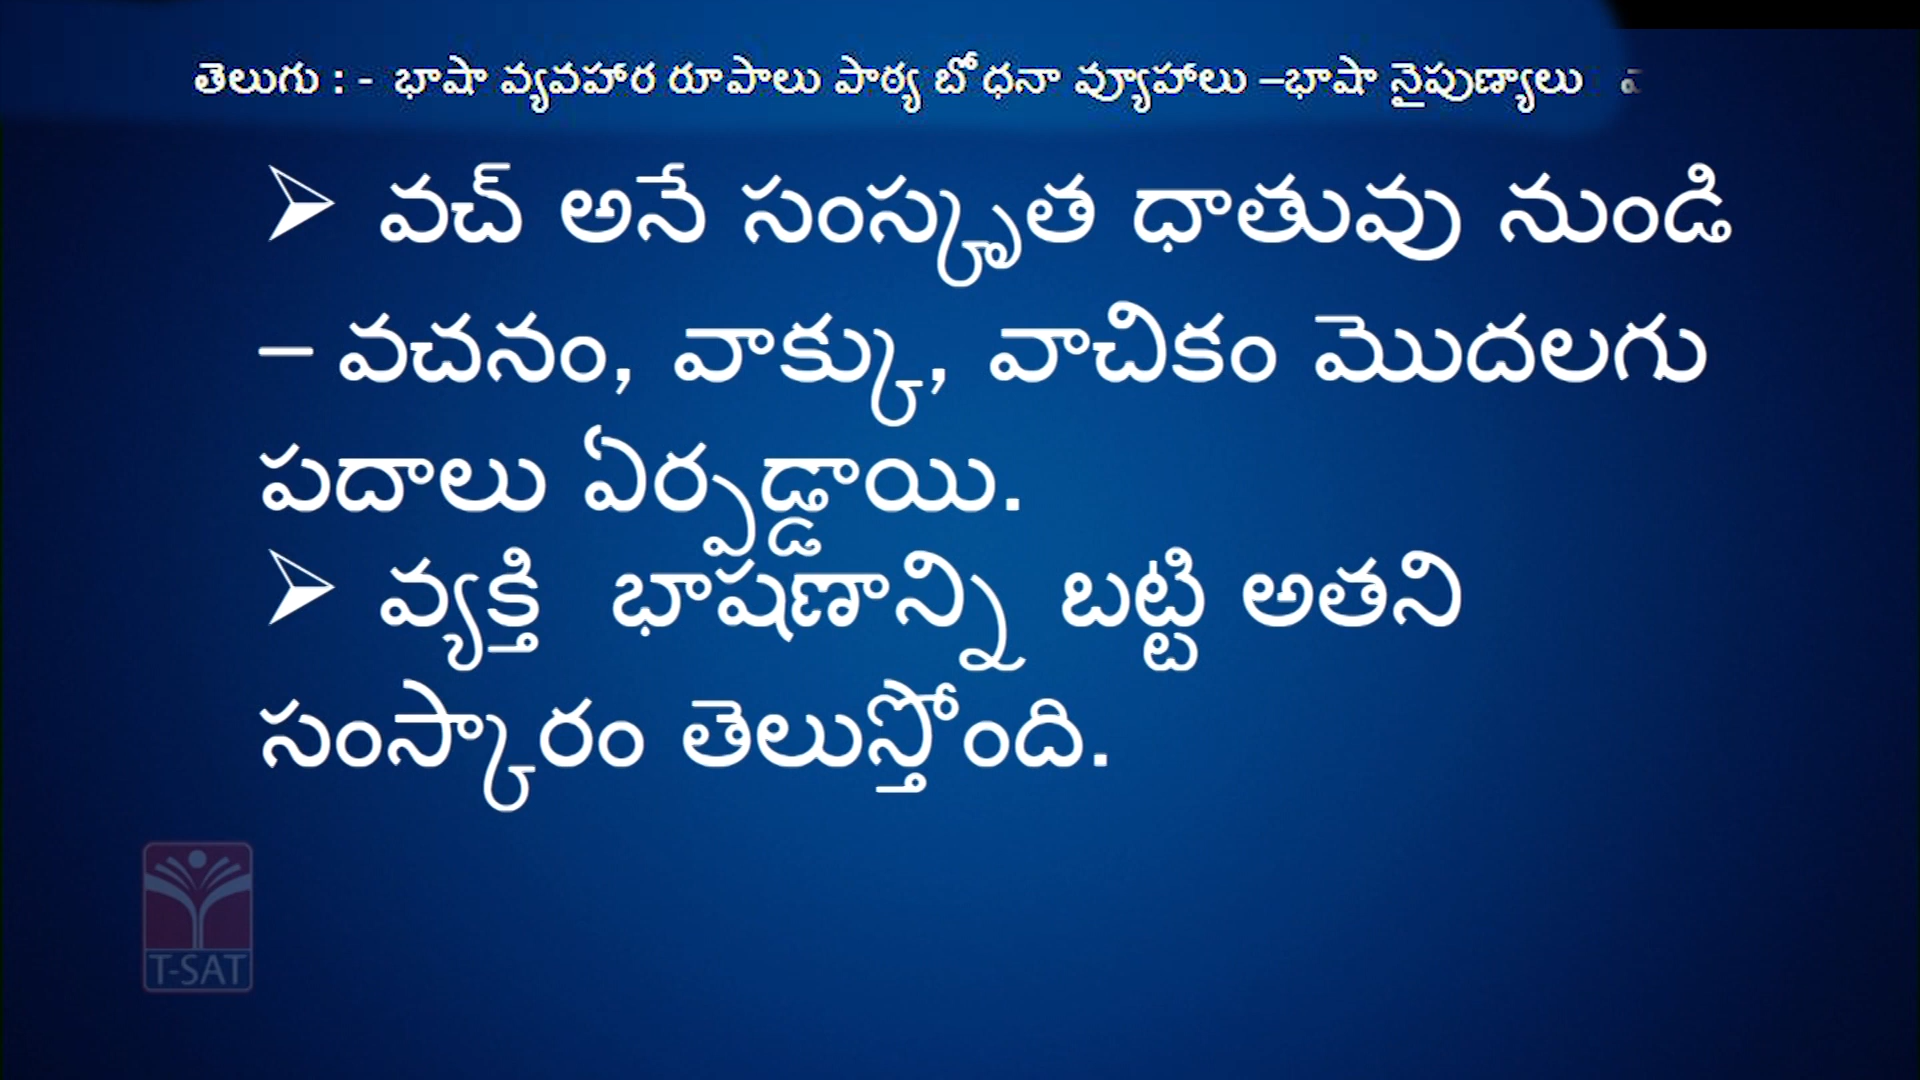 తెలుగు : - భాషా వ్యవహార రూపాలు పాఠ్య బోధనా వ్యూహాలు –భాషా నైపుణ్యాలు
➢ వచ్ అనే సంస్కృత ధాతువు నుండి
– వచనం, వాక్కు, వాచికం మొదలగు
పదాలు ఏర్పడ్డాయి.
➢ వ్యక్తి భాషణాన్ని బట్టి అతని
సంస్కారం తెలుస్తోంది.
T-SAT